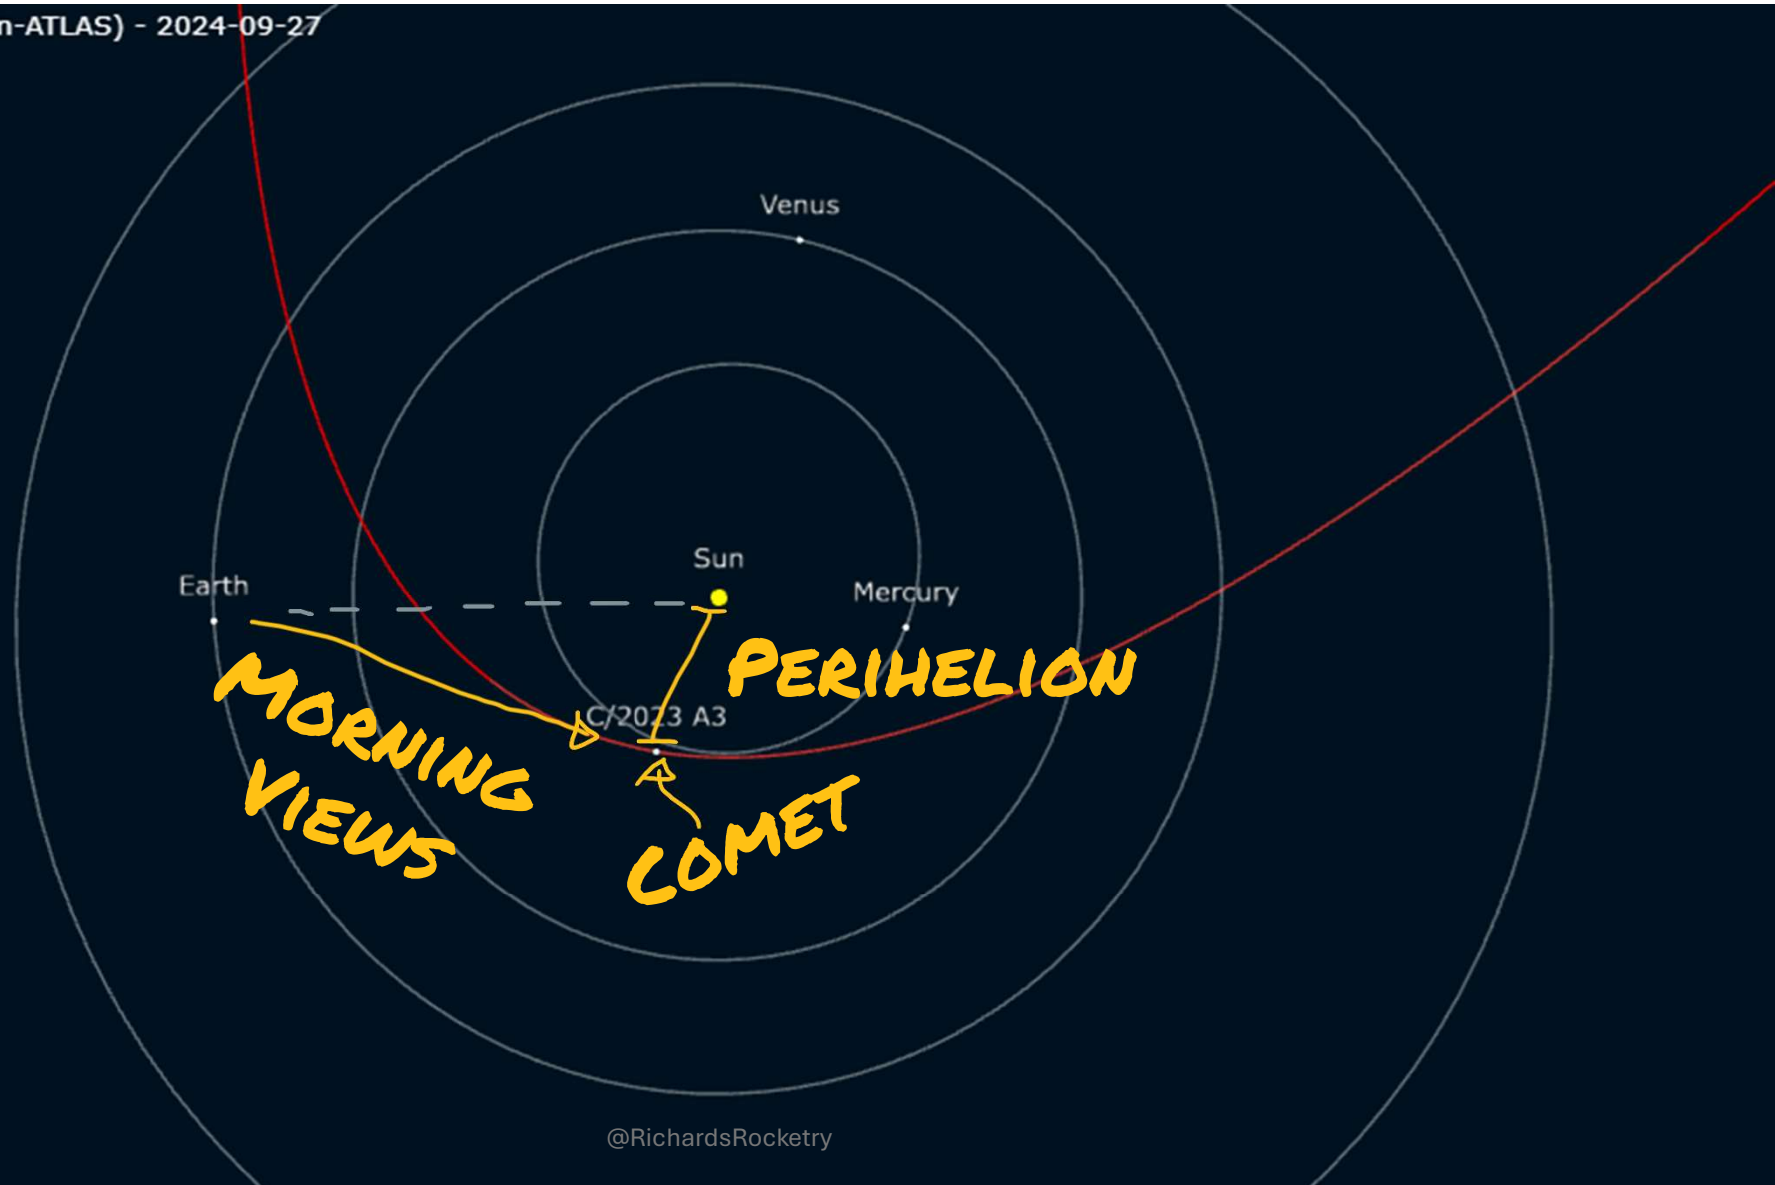 n-ATLAS) - 2024-09-27
Venus
Sun
Earth
Mercury
PERIHELION
MORNING
VIEWS
C/2023 A3
COMET
@RichardsRocketry